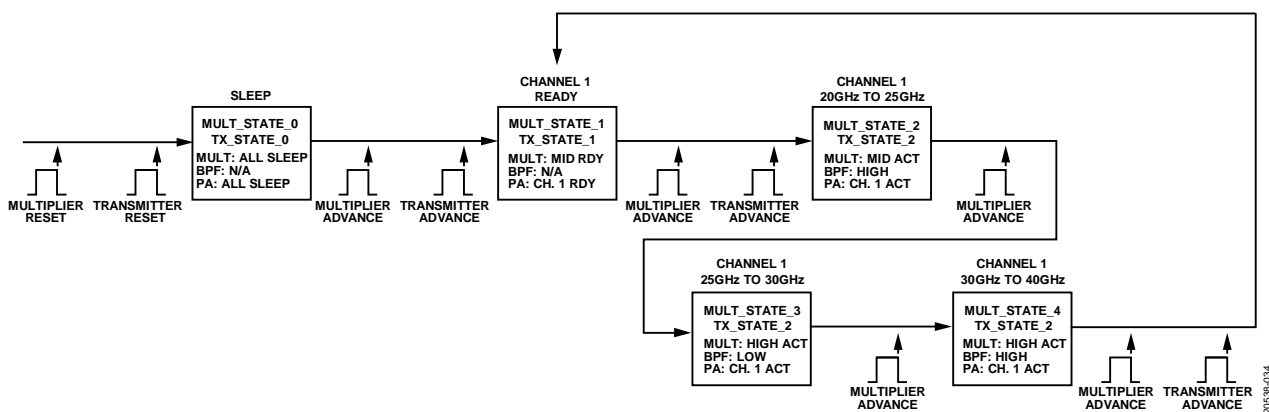 SLEEP
MULT_STATE_0
TX_STATE_0
MULT: ALL SLEEP
BPF: N/A
PA: ALL SLEEP
CHANNEL 1
READY
MULT_STATE_1
TX_STATE_1
MULT: MID RDY
BPF: N/A
PA: CH. 1 RDY
CHANNEL 1
20GHz TO 25GHz
MULT_STATE_2
TX_STATE_2
MULT: MID ACT
BPF: HIGH
PA: CH. 1 ACT
MULTIPLIER
RESET
TRANSMITTER
RESET
MULTIPLIER
ADVANCE
TRANSMITTER
ADVANCE
MULTIPLIER
ADVANCE
TRANSMITTER
ADVANCE
MULTIPLIER
ADVANCE
CHANNEL 1
25GHz TO 30GHz
MULT_STATE_3
TX_STATE_2
MULT: HIGH ACT
BPF: LOW
PA: CH. 1 ACT
CHANNEL 1
30GHz TO 40GHz
MULT_STATE_4
TX_STATE_2
MULT: HIGH ACT
BPF: HIGH
PA: CH. 1 ACT
MULTIPLIER
ADVANCE
MULTIPLIER
ADVANCE
TRANSMITTER
ADVANCE
20538-034